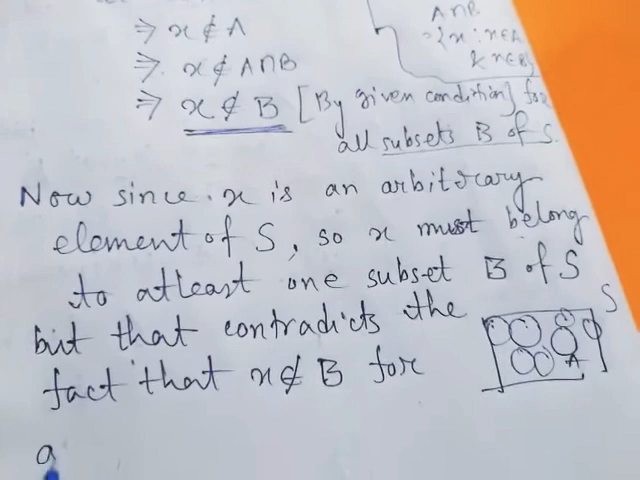 ⇒ x ∉ A
⇒ x ∉ A∩B
⇒ x ∉ B [By given condition] for
all subsets B of S.
A∩B
={x : x∈A
& x∈B}
Now since x is an arbitrary
element of S, so x must belong
to atleast one subset B of S
but that contradicts the
fact that x∉B for
a
S
A